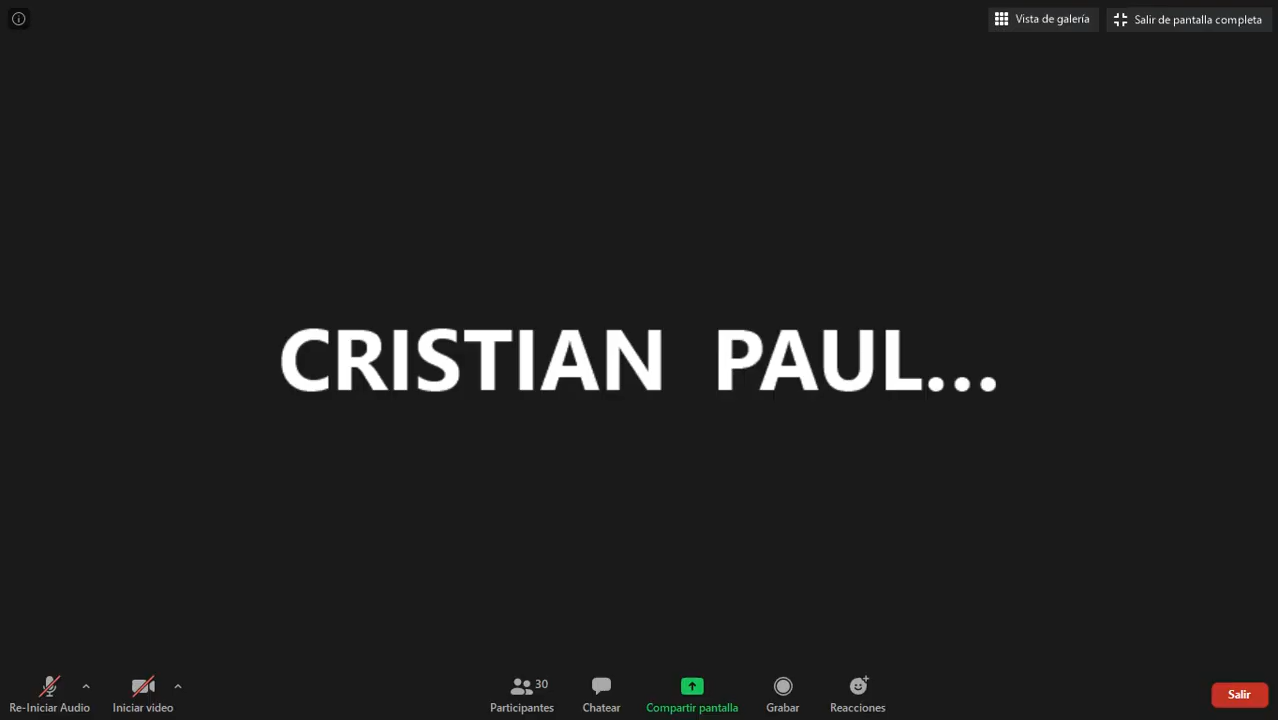 Vista de galería
Salir de pantalla completa
CRISTIAN PAUL...
Re-Iniciar Audio
Iniciar video
30
Participantes
Chatear
Compartir pantalla
Grabar
Reacciones
Salir